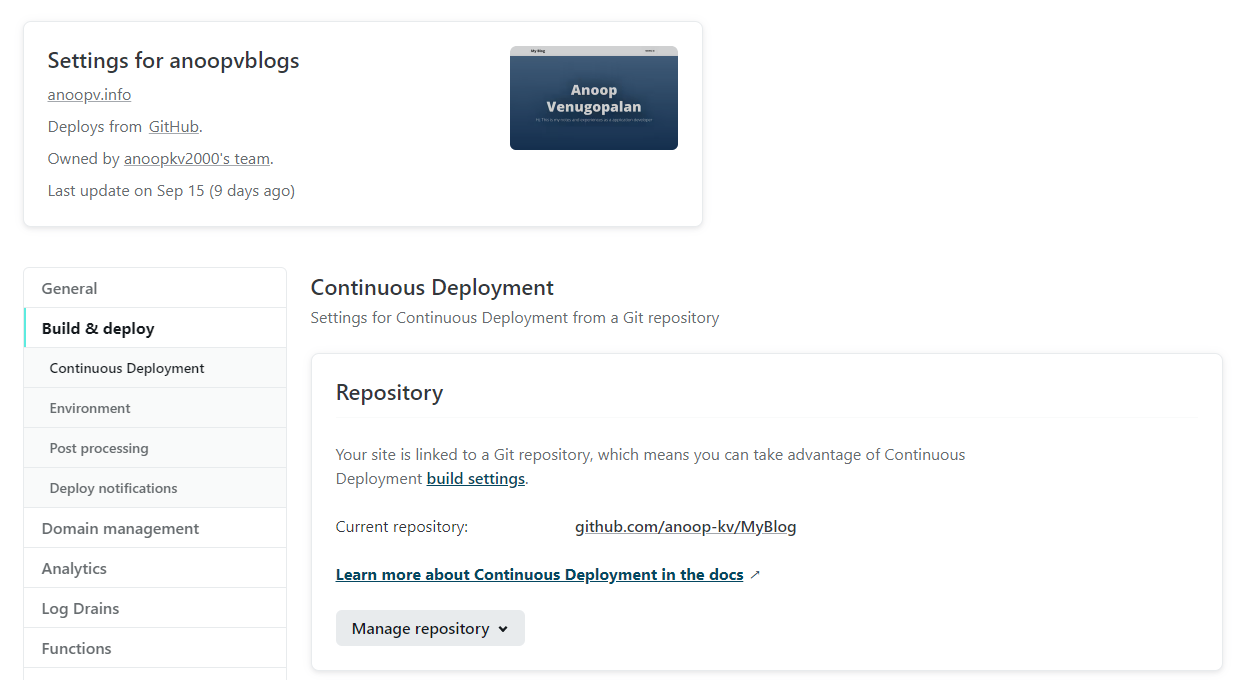 Settings for anoopvblogs
anoopv.info
Deploys from GitHub.
Owned by anoopkv2000's team.
Last update on Sep 15 (9 days ago)
My Blog
Anoop
Venugopalan
General
Build & deploy
Continuous Deployment
Environment
Post processing
Deploy notifications
Domain management
Analytics
Log Drains
Functions
Continuous Deployment
Settings for Continuous Deployment from a Git repository
Repository
Your site is linked to a Git repository, which means you can take advantage of Continuous
Deployment build settings.
Current repository: github.com/anoop-kv/MyBlog
Learn more about Continuous Deployment in the docs ↗
Manage repository